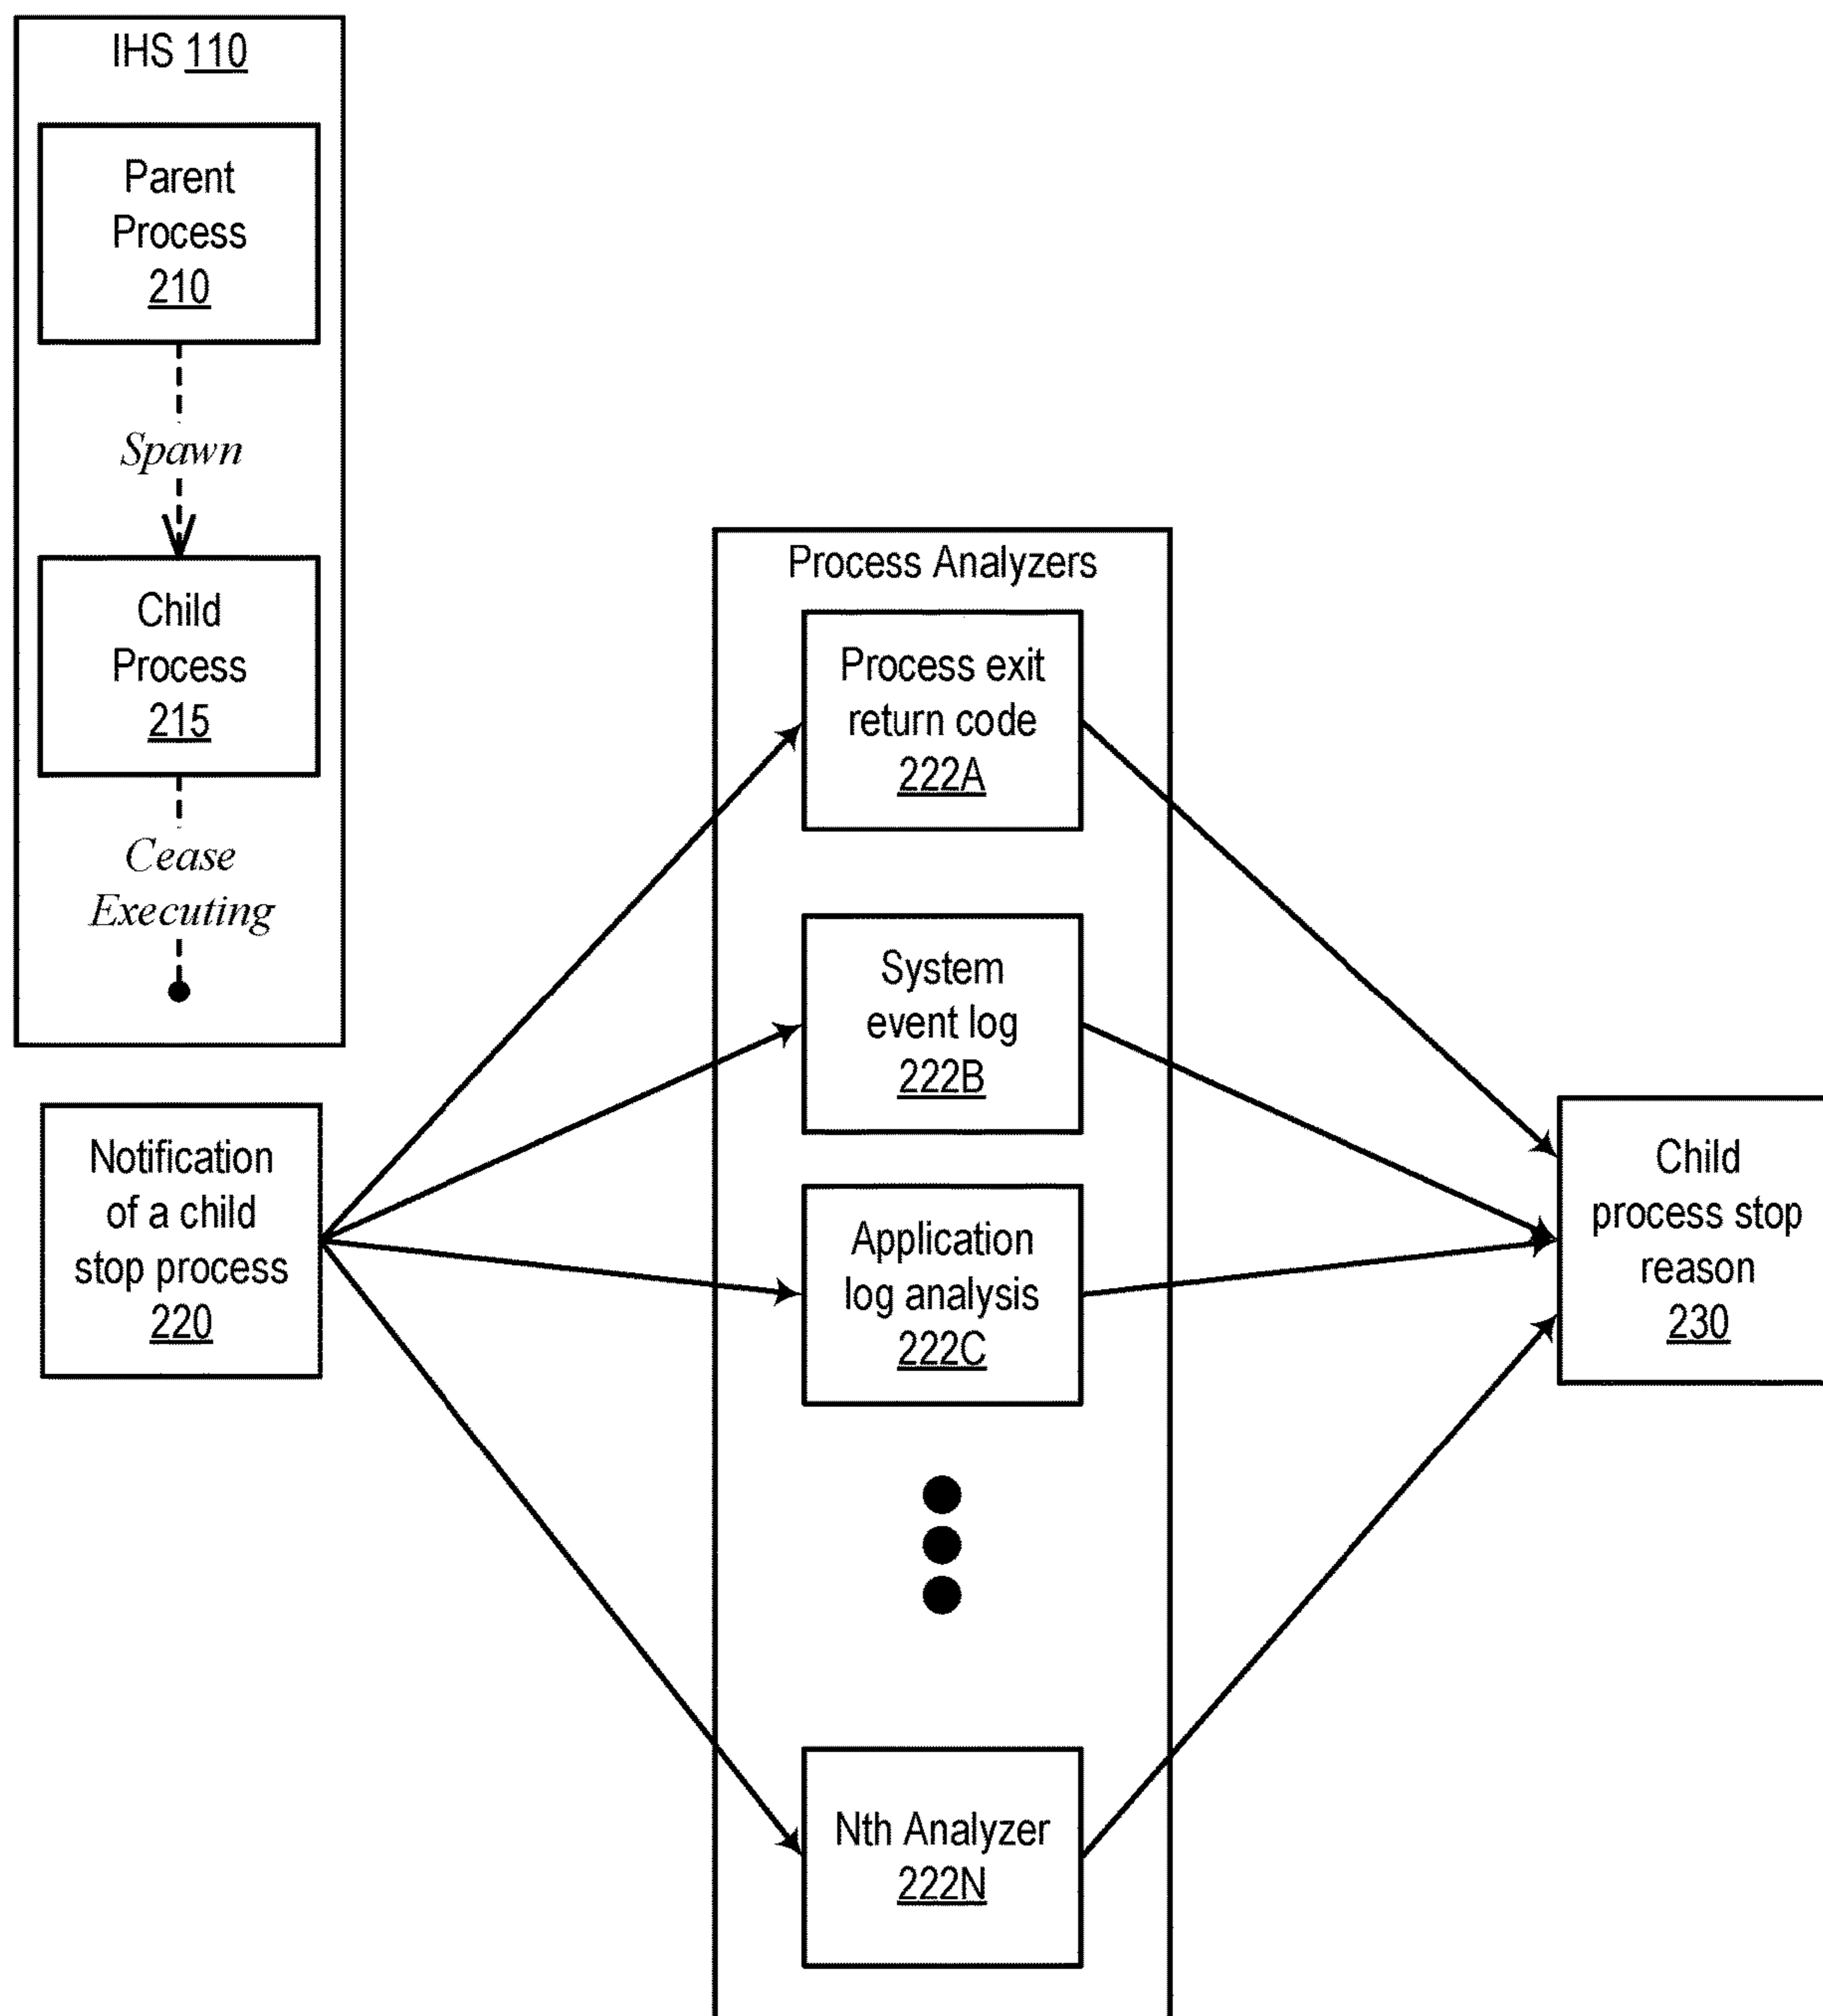 IHS 110
Parent
Process
210
Spawn
Child
Process
215
Cease
Executing
Notification
of a child
stop process
220
Process Analyzers
Process exit
return code
222A
System
event log
222B
Application
log analysis
222C
Nth Analyzer
222N
Child
process stop
reason
230